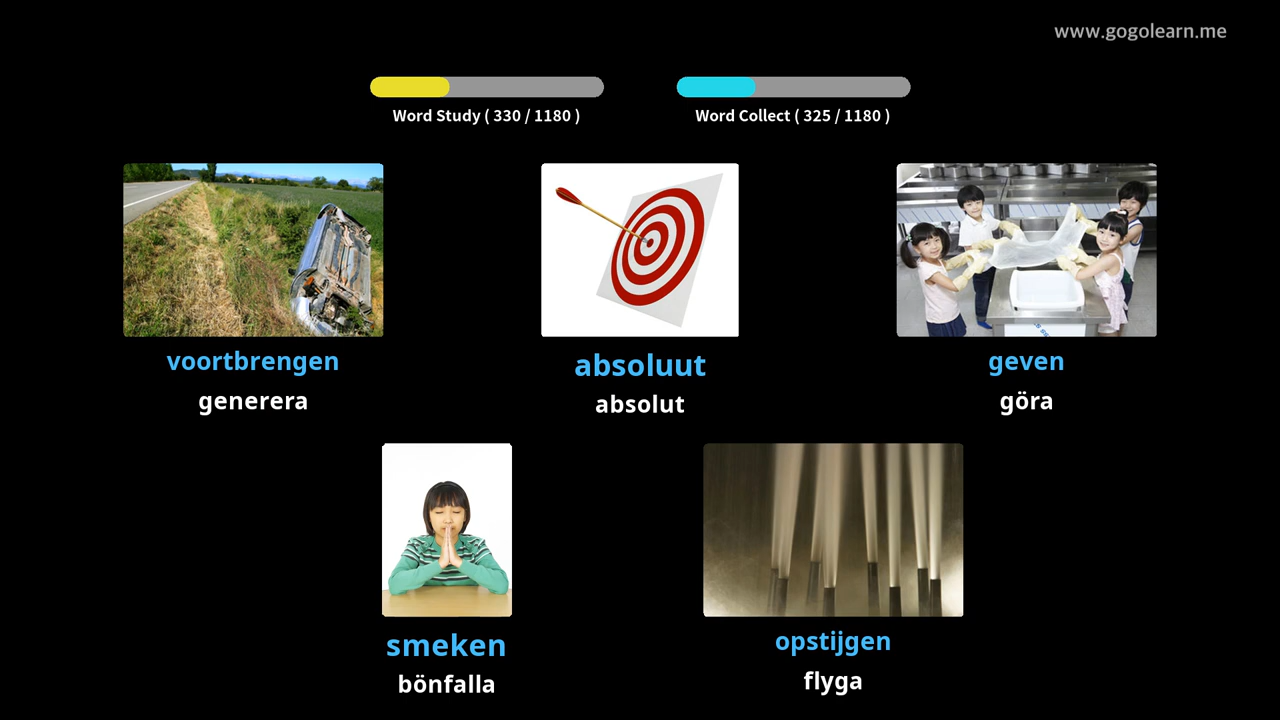 www.gogolearn.me
Word Study ( 330 / 1180 )
Word Collect ( 325 / 1180 )
voortbrengen
generera
absoluut
absolut
geven
göra
smeken
bönfalla
opstijgen
flyga